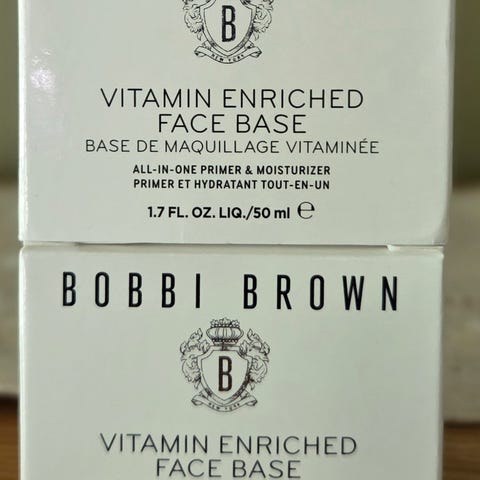 B
NEW YORK
VITAMIN ENRICHED
FACE BASE
BASE DE MAQUILLAGE VITAMINÉE
ALL-IN-ONE PRIMER & MOISTURIZER
PRIMER ET HYDRATANT TOUT-EN-UN
1.7 FL. OZ. LIQ./50 ml ℮
BOBBI BROWN
B
NEW YORK
VITAMIN ENRICHED
FACE BASE